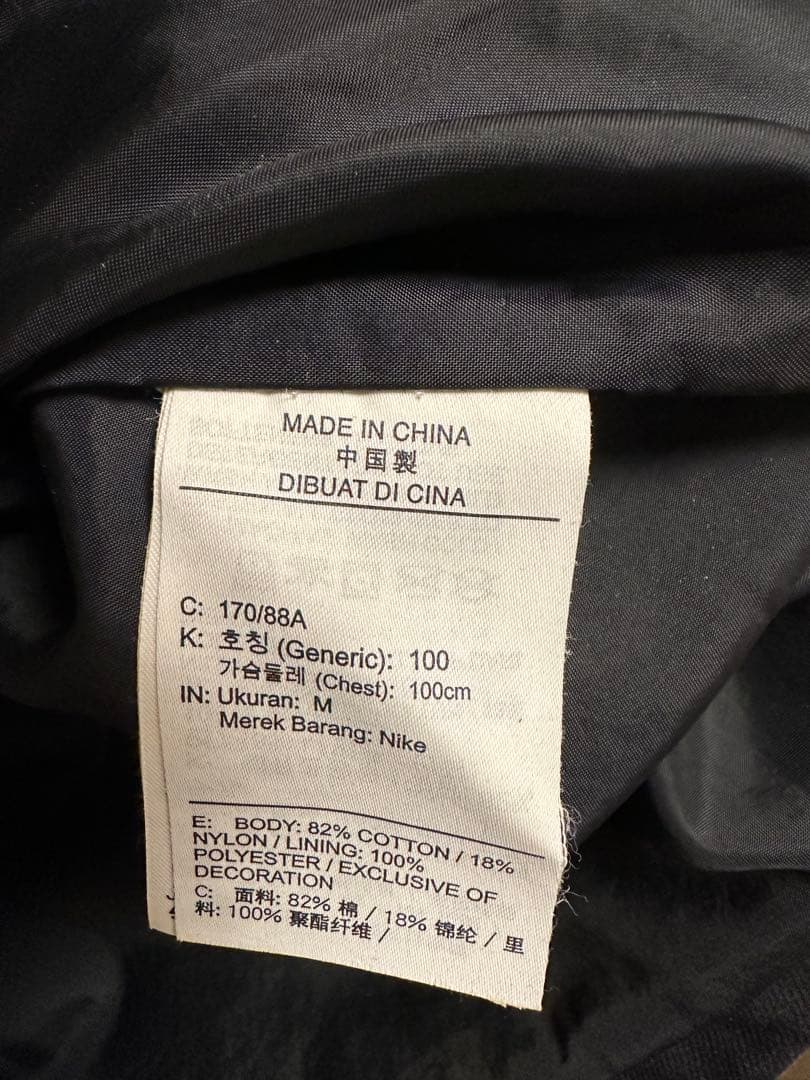 MADE IN CHINA
中国製
DIBUAT DI CINA
C: 170/88A
K: 호칭 (Generic): 100
가슴둘레 (Chest): 100cm
IN: Ukuran: M
Merek Barang: Nike
E: BODY: 82% COTTON / 18%
NYLON / LINING: 100%
POLYESTER / EXCLUSIVE OF
DECORATION
C: 面料: 82% 棉 / 18% 锦纶 / 里
料: 100% 聚酯纤维 /